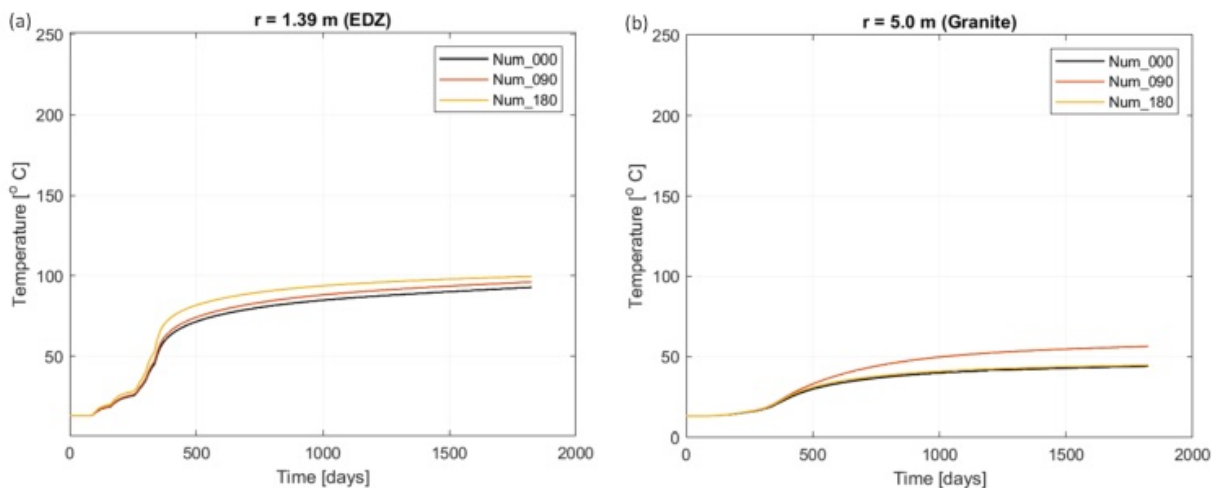 (a)
r = 1.39 m (EDZ)
250
200
150
100
50
Temperature [° C]
Num_000
Num_090
Num_180
0
500
1000
1500
2000
Time [days]
(b)
r = 5.0 m (Granite)
250
200
150
100
50
0
Temperature [° C]
Num_000
Num_090
Num_180
0
500
1000
1500
2000
Time [days]